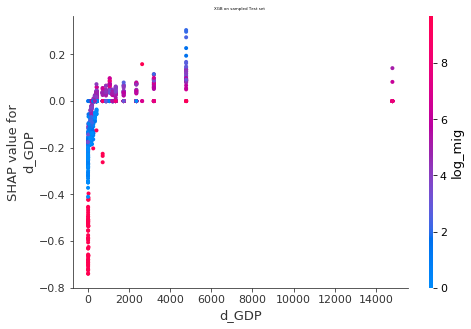 XGB on sampled Test set
SHAP value for
d_GDP
0.2
0.0
−0.2
−0.4
−0.6
−0.8
0 2000 4000 6000 8000 10000 12000 14000
d_GDP
8
6
4
2
0
log_mig